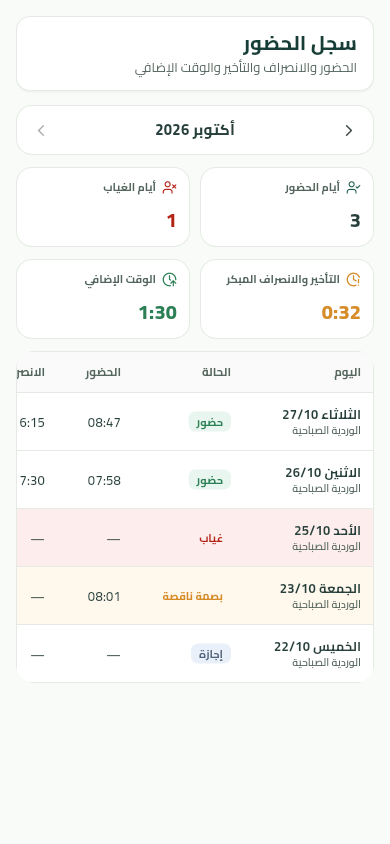 سجل الحضور
الحضور والانصراف والتأخير والوقت الإضافي
أكتوبر 2026
أيام الحضور
3
أيام الغياب
1
التأخير والانصراف المبكر
0:32
الوقت الإضافي
1:30
اليوم الحالة الحضور
الثلاثاء 27/10 حضور 08:47 6:15
الوردية الصباحية
الاثنين 26/10 حضور 07:58 7:30
الوردية الصباحية
الأحد 25/10 غياب — —
الوردية الصباحية
الجمعة 23/10 بصمة ناقصة 08:01 —
الوردية الصباحية
الخميس 22/10 إجازة — —
الوردية الصباحية